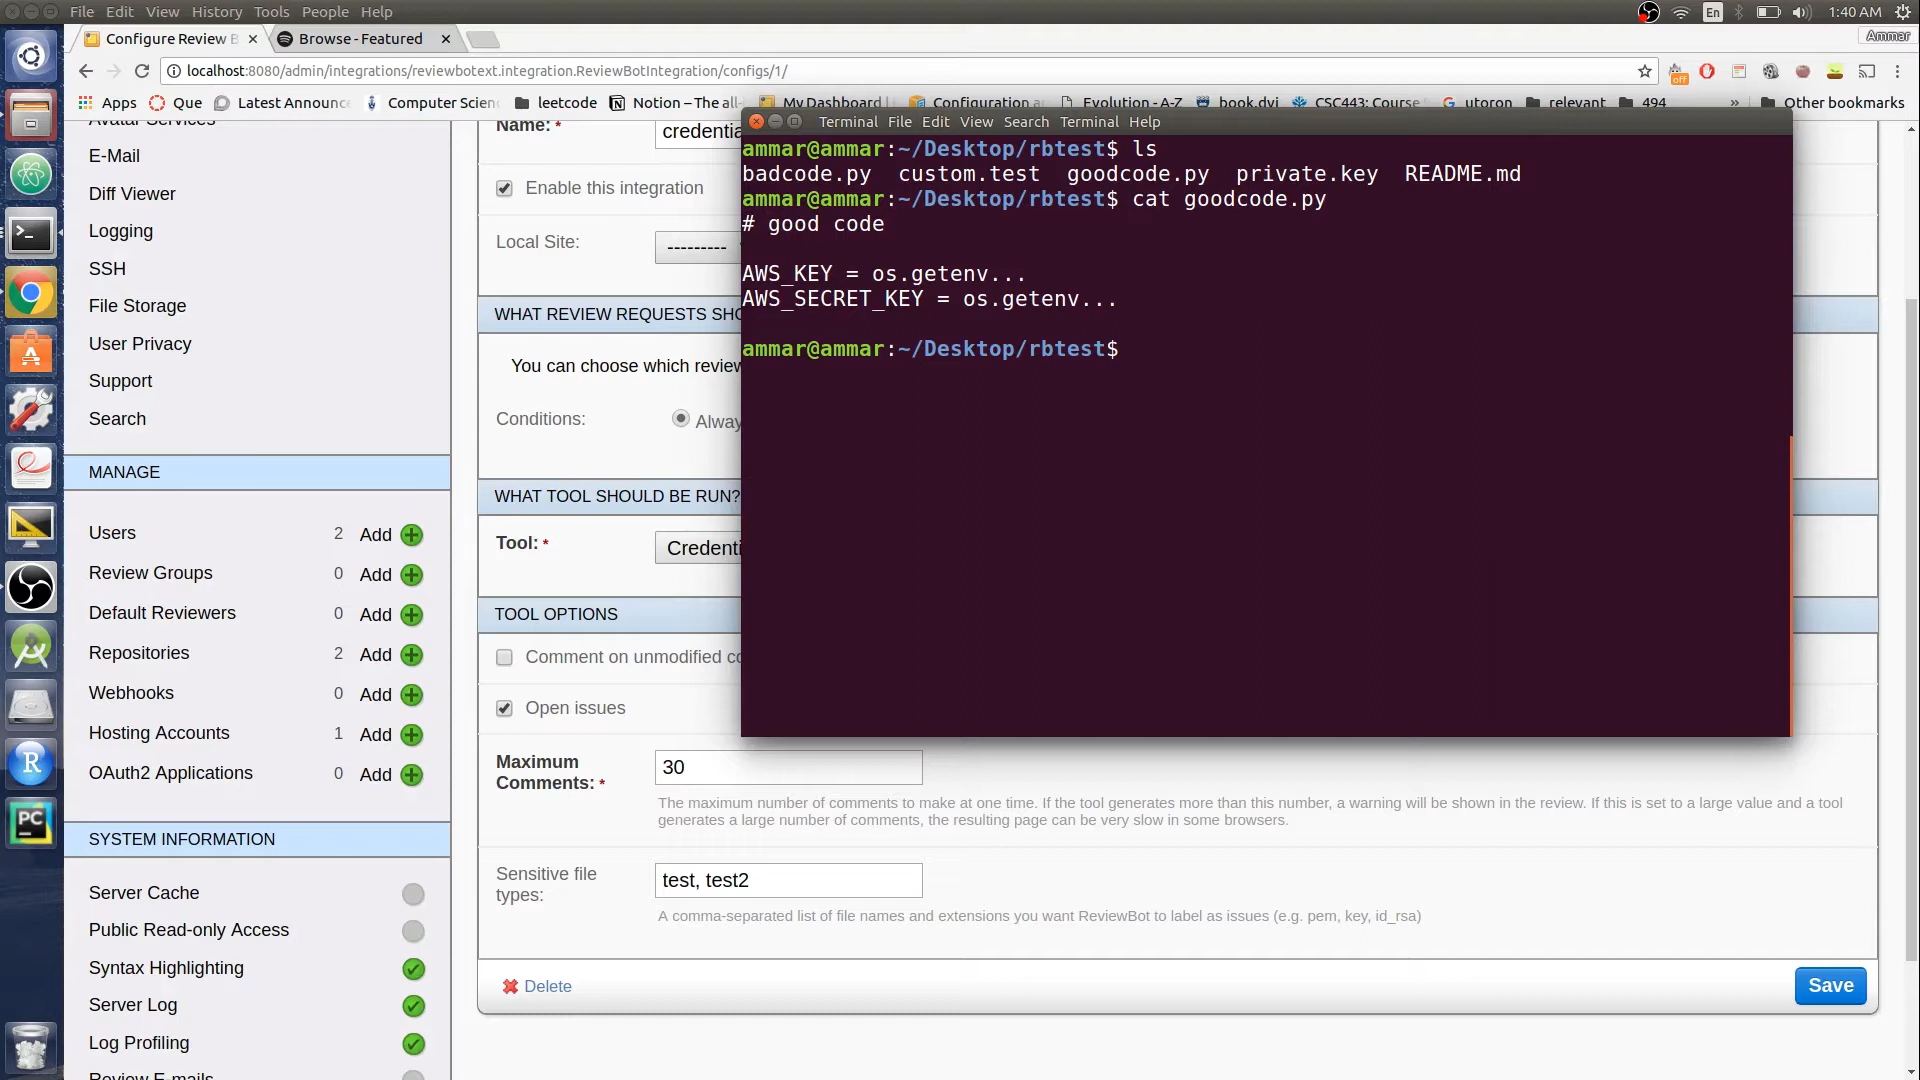 File Edit View History Tools People Help
En
1:40 AM
Configure Review B
Browse - Featured
Ammar
localhost:8080/admin/integrations/reviewbotext.integration.ReviewBotIntegration/configs/1/
off
Apps
Que
Latest Announc
Computer Scien
leetcode
Notion – The all-
My Dashboard
Configuration a
Evolution - A-Z
book.dvi
CSC443: Course
utoron
relevant
494
»
Other bookmarks
Avatar Services
E-Mail
Diff Viewer
Logging
SSH
File Storage
User Privacy
Support
Search
MANAGE
Users 2 Add
Review Groups 0 Add
Default Reviewers 0 Add
Repositories 2 Add
Webhooks 0 Add
Hosting Accounts 1 Add
OAuth2 Applications 0 Add
SYSTEM INFORMATION
Server Cache
Public Read-only Access
Syntax Highlighting
Server Log
Log Profiling
Review E-mails
Name: *
credentia
Enable this integration
Local Site:
---------
WHAT REVIEW REQUESTS SHO
You can choose which review
Conditions:
Alway
WHAT TOOL SHOULD BE RUN?
Tool: *
Credenti
TOOL OPTIONS
Comment on unmodified co
Open issues
Maximum
Comments: *
30
The maximum number of comments to make at one time. If the tool generates more than this number, a warning will be shown in the review. If this is set to a large value and a tool
generates a large number of comments, the resulting page can be very slow in some browsers.
Sensitive file
types:
test, test2
A comma-separated list of file names and extensions you want ReviewBot to label as issues (e.g. pem, key, id_rsa)
Delete
Save
Terminal File Edit View Search Terminal Help
ammar@ammar:~/Desktop/rbtest$ ls
badcode.py custom.test goodcode.py private.key README.md
ammar@ammar:~/Desktop/rbtest$ cat goodcode.py
# good code
AWS_KEY = os.getenv...
AWS_SECRET_KEY = os.getenv...
ammar@ammar:~/Desktop/rbtest$
R
PC